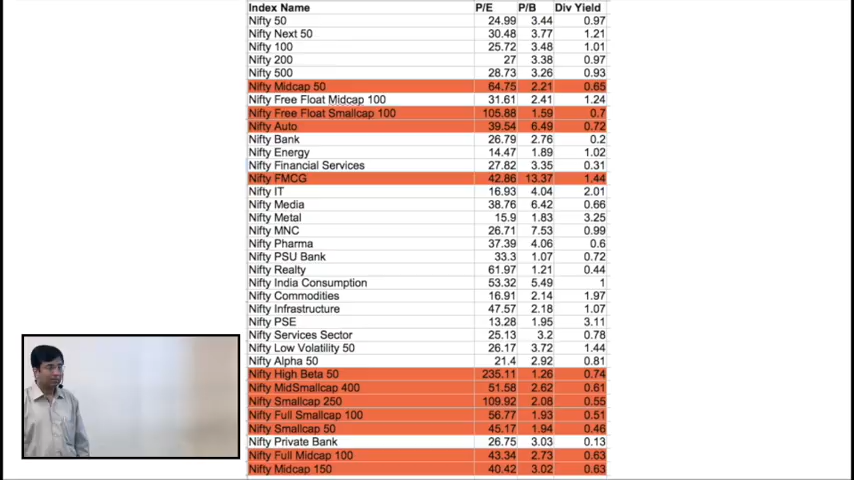 Index Name P/E P/B Div Yield
Nifty 50 24.99 3.44 0.97
Nifty Next 50 30.48 3.77 1.21
Nifty 100 25.72 3.48 1.01
Nifty 200 27 3.38 0.97
Nifty 500 28.73 3.26 0.93
Nifty Midcap 50 64.75 2.21 0.65
Nifty Free Float Midcap 100 31.61 2.41 1.24
Nifty Free Float Smallcap 100 105.88 1.59 0.7
Nifty Auto 39.54 6.49 0.72
Nifty Bank 26.79 2.76 0.2
Nifty Energy 14.47 1.89 1.02
Nifty Financial Services 27.82 3.35 0.31
Nifty FMCG 42.86 13.37 1.44
Nifty IT 16.93 4.04 2.01
Nifty Media 38.76 6.42 0.66
Nifty Metal 15.9 1.83 3.25
Nifty MNC 26.71 7.53 0.99
Nifty Pharma 37.39 4.06 0.6
Nifty PSU Bank 33.3 1.07 0.72
Nifty Realty 61.97 1.21 0.44
Nifty India Consumption 53.32 5.49 1
Nifty Commodities 16.91 2.14 1.97
Nifty Infrastructure 47.57 2.18 1.07
Nifty PSE 13.28 1.95 3.11
Nifty Services Sector 25.13 3.2 0.78
Nifty Low Volatility 50 26.17 3.72 1.44
Nifty Alpha 50 21.4 2.92 0.81
Nifty High Beta 50 235.11 1.26 0.74
Nifty MidSmallcap 400 51.58 2.62 0.61
Nifty Smallcap 250 109.92 2.08 0.55
Nifty Full Smallcap 100 56.77 1.93 0.51
Nifty Smallcap 50 45.17 1.94 0.46
Nifty Private Bank 26.75 3.03 0.13
Nifty Full Midcap 100 43.34 2.73 0.63
Nifty Midcap 150 40.42 3.02 0.63